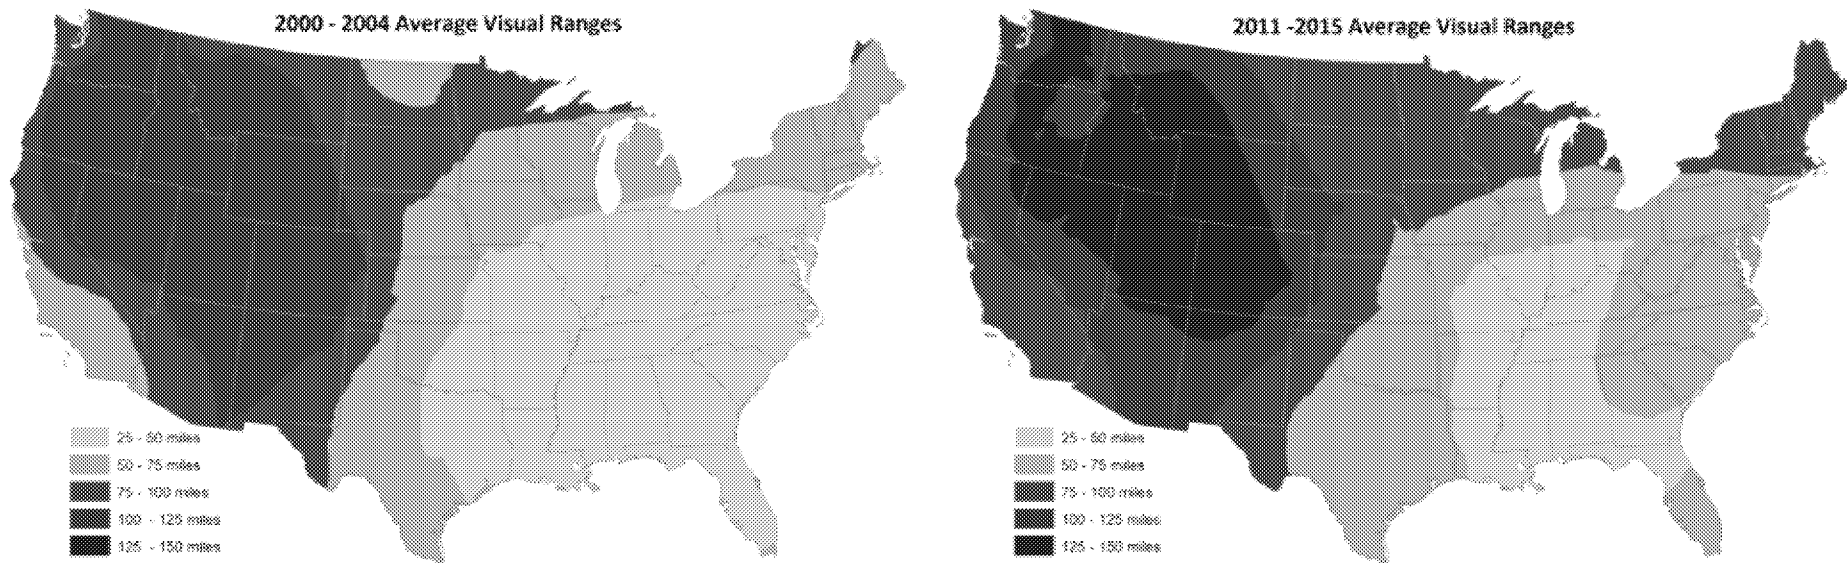 2000 - 2004 Average Visual Ranges
25 - 50 miles
50 - 75 miles
75 - 100 miles
100 - 125 miles
125 - 150 miles
2011 -2015 Average Visual Ranges
25 - 50 miles
50 - 75 miles
75 - 100 miles
100 - 125 miles
125 - 150 miles